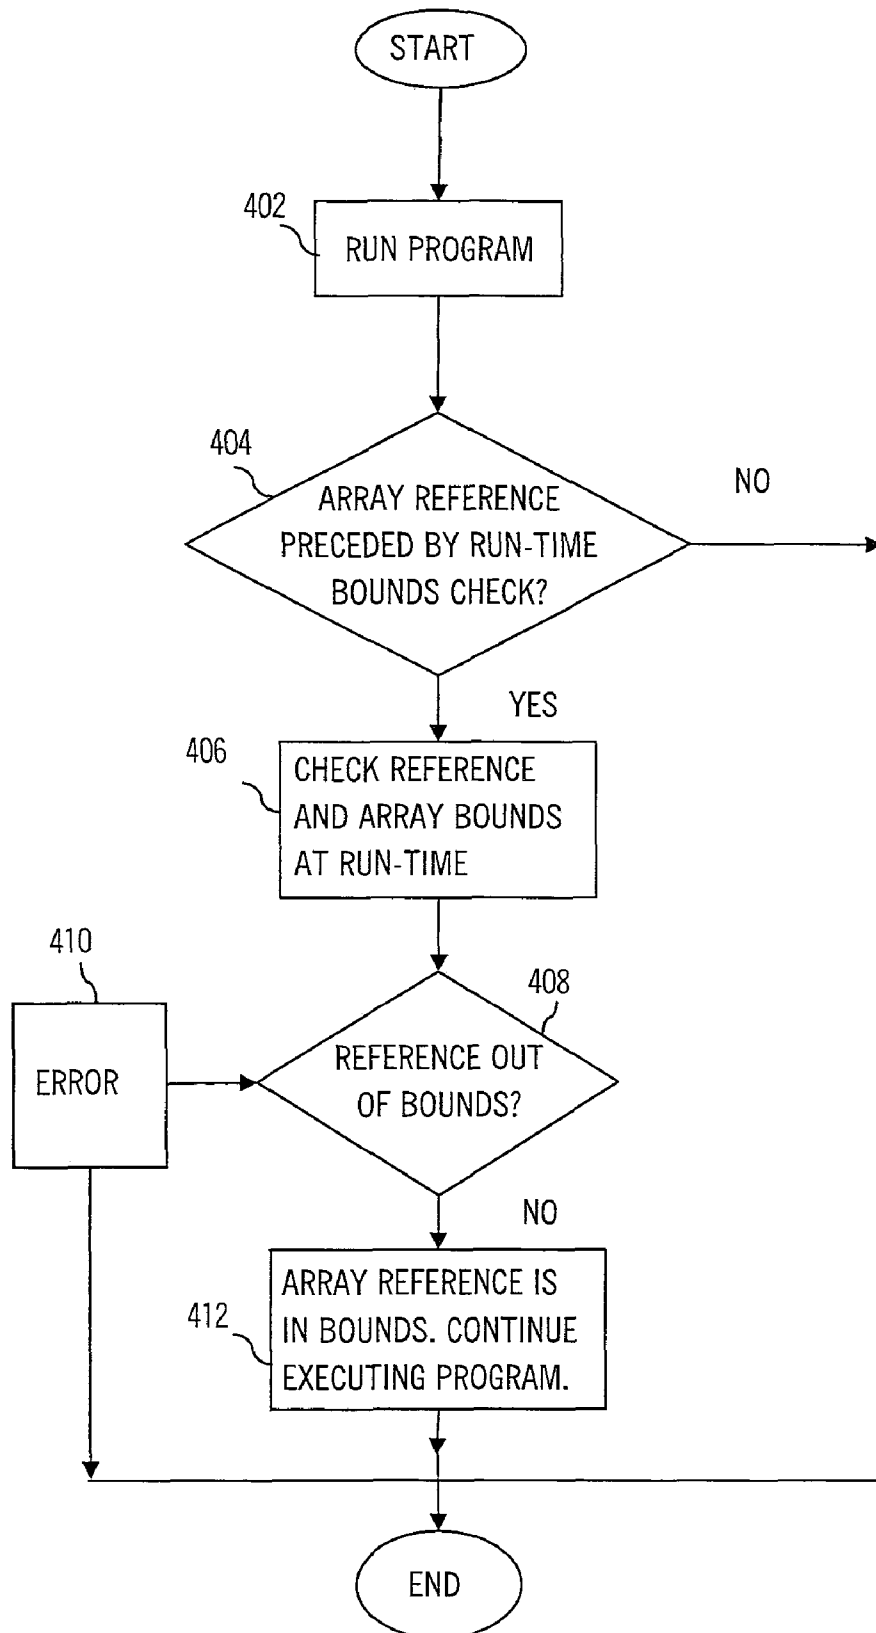 START
402
RUN PROGRAM
404
ARRAY REFERENCE
PRECEDED BY RUN-TIME
BOUNDS CHECK?
NO
YES
406
CHECK REFERENCE
AND ARRAY BOUNDS
AT RUN-TIME
410
ERROR
408
REFERENCE OUT
OF BOUNDS?
NO
412
ARRAY REFERENCE IS
IN BOUNDS. CONTINUE
EXECUTING PROGRAM.
END